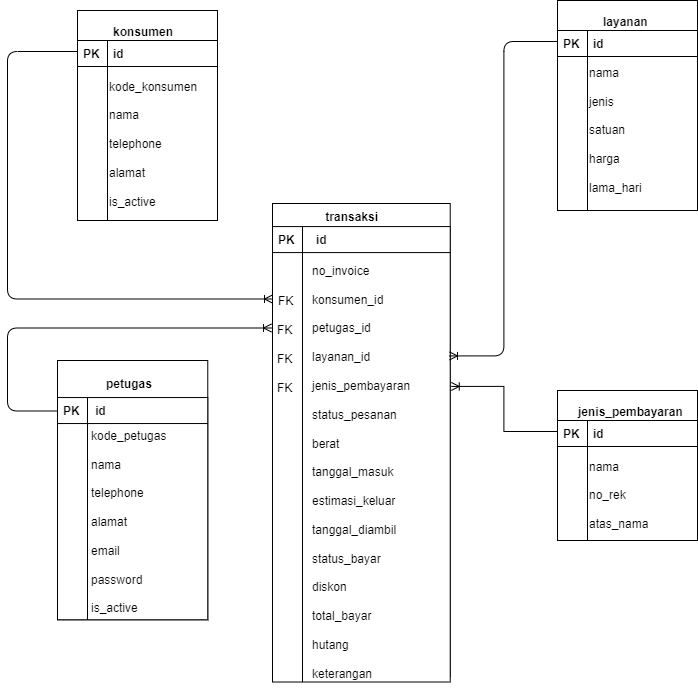 konsumen
PK id
kode_konsumen
nama
telephone
alamat
is_active
layanan
PK id
nama
jenis
satuan
harga
lama_hari
transaksi
PK id
no_invoice
FK konsumen_id
FK petugas_id
FK layanan_id
FK jenis_pembayaran
status_pesanan
berat
tanggal_masuk
estimasi_keluar
tanggal_diambil
status_bayar
diskon
total_bayar
hutang
keterangan
petugas
PK id
kode_petugas
nama
telephone
alamat
email
password
is_active
jenis_pembayaran
PK id
nama
no_rek
atas_nama